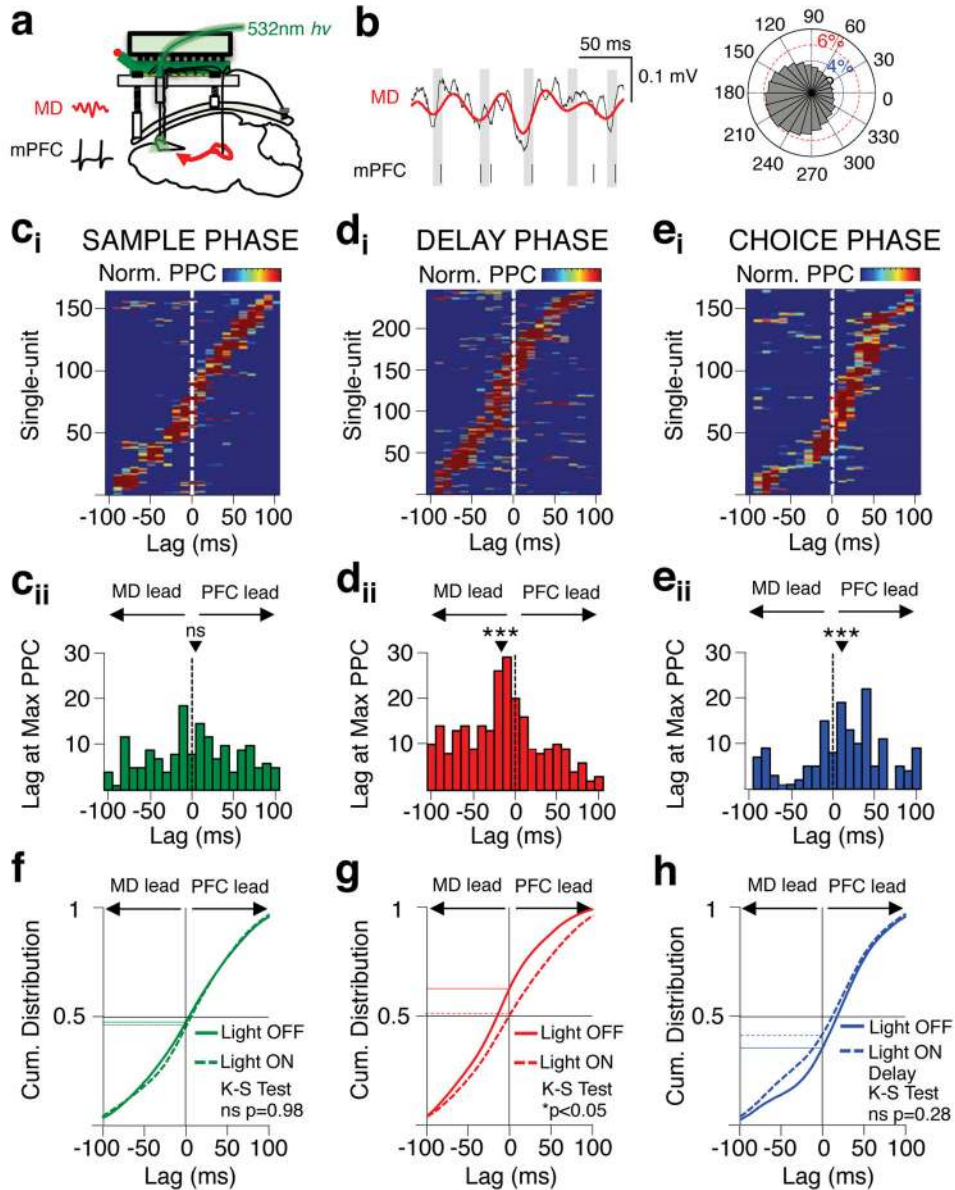 a
532nm hv
MD
mPFC
b
50 ms
0.1 mV
MD
mPFC
90
60
30
0
330
300
270
240
210
180
150
120
6%
4%
ci SAMPLE PHASE
Norm. PPC
Single-unit
150
100
50
-100 -50 0 50 100
Lag (ms)
di DELAY PHASE
Norm. PPC
Single-unit
200
150
100
50
-100 -50 0 50 100
Lag (ms)
ei CHOICE PHASE
Norm. PPC
Single-unit
150
100
50
-100 -50 0 50 100
Lag (ms)
cii
MD lead PFC lead
ns
Lag at Max PPC
30
20
10
-100 -50 0 50 100
Lag (ms)
dii
MD lead PFC lead
***
Lag at Max PPC
30
20
10
-100 -50 0 50 100
Lag (ms)
eii
MD lead PFC lead
***
Lag at Max PPC
30
20
10
-100 -50 0 50 100
Lag (ms)
f
MD lead PFC lead
Cum. Distribution
1
0.5
Light OFF
Light ON
K-S Test
ns p=0.98
-100 -50 0 50 100
Lag (ms)
g
MD lead PFC lead
Cum. Distribution
1
0.5
Light OFF
Light ON
K-S Test
*p<0.05
-100 -50 0 50 100
Lag (ms)
h
MD lead PFC lead
Cum. Distribution
1
0.5
Light OFF
Light ON
Delay
K-S Test
ns p=0.28
-100 -50 0 50 100
Lag (ms)